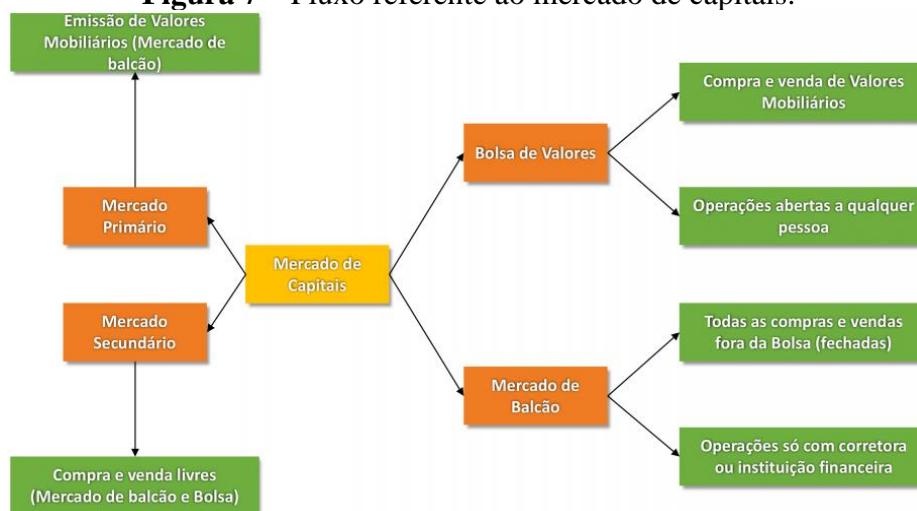 Figura 7 – Fluxo referente ao mercado de capitais.
Emissão de Valores
Mobiliários (Mercado de
balcão)
Mercado
Primário
Mercado de
Capitais
Mercado
Secundário
Compra e venda livres
(Mercado de balcão e Bolsa)
Bolsa de Valores
Compra e venda de Valores
Mobiliários
Operações abertas a qualquer
pessoa
Mercado de
Balcão
Todas as compras e vendas
fora da Bolsa (fechadas)
Operações só com corretora
ou instituição financeira